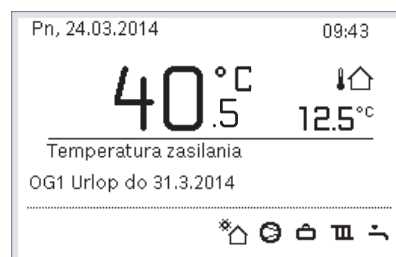 Pn, 24.03.2014 09:43
40.5 °C
12.5°C
Temperatura zasilania
OG1 Urlop do 31.3.2014